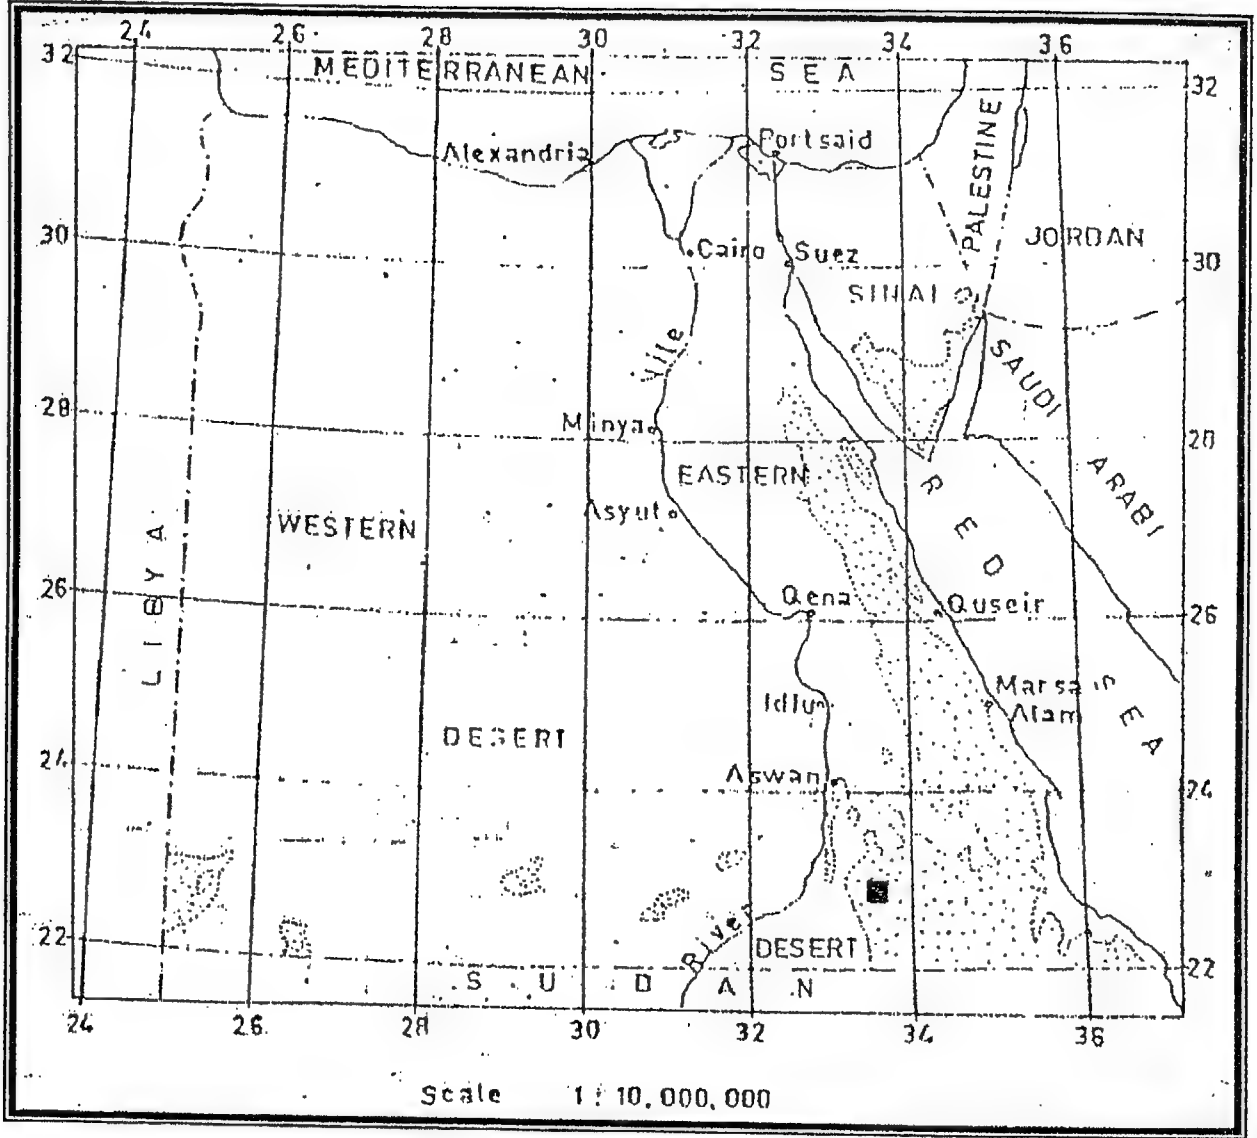 24 26 28 30 32 34 36
32 MEDITERRANEAN SEA 32
Alexandria Portsaid
PALESTINE
JORDAN
30 Cairo Suez 30
SINAI
Nile
SAUDI
28 Minya 28
EASTERN ARABI
RED
Asyut
WESTERN
LIBYA
26 Qena Quseir 26
Marsa
Alam
Idfu
SEA
DESERT
24 Aswan 24
River
22 DESERT 22
SUDAN
24 26 28 30 32 34 36
Scale 1 : 10,000,000